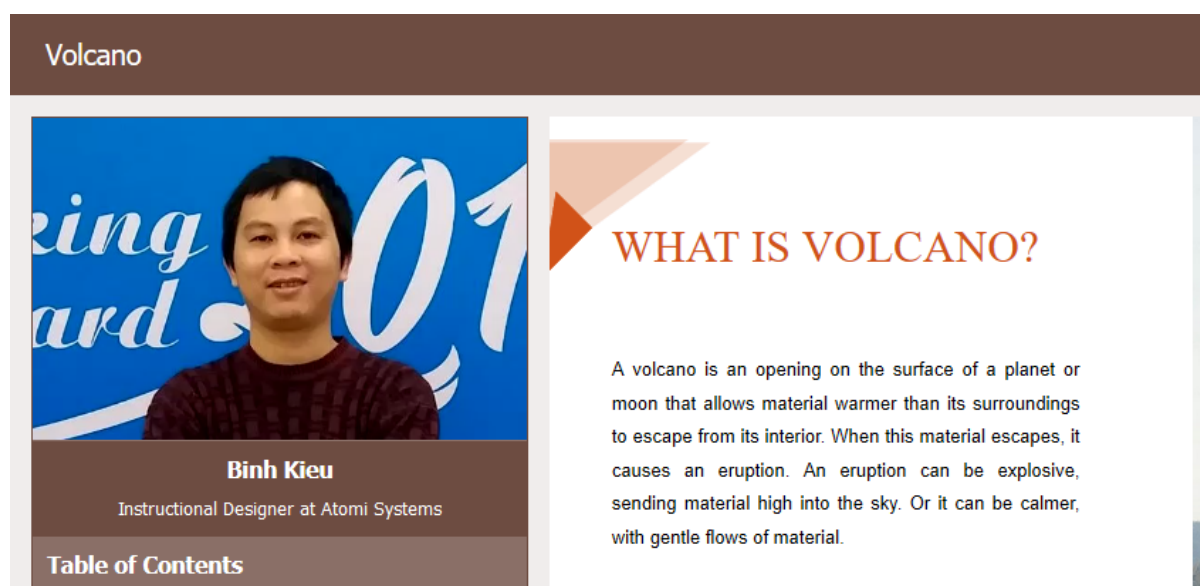 Volcano
king
ard 01
Binh Kieu
Instructional Designer at Atomi Systems
Table of Contents
WHAT IS VOLCANO?
A volcano is an opening on the surface of a planet or
moon that allows material warmer than its surroundings
to escape from its interior. When this material escapes, it
causes an eruption. An eruption can be explosive,
sending material high into the sky. Or it can be calmer,
with gentle flows of material.